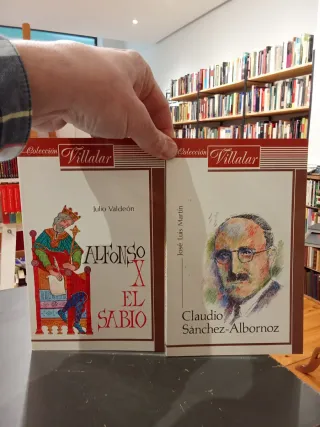 Colección
Villalar
Julio Valdeón
ALFONSO
X
EL
SABIO
Colección
Villalar
José Luis Martín
Claudio
Sánchez-Albornoz